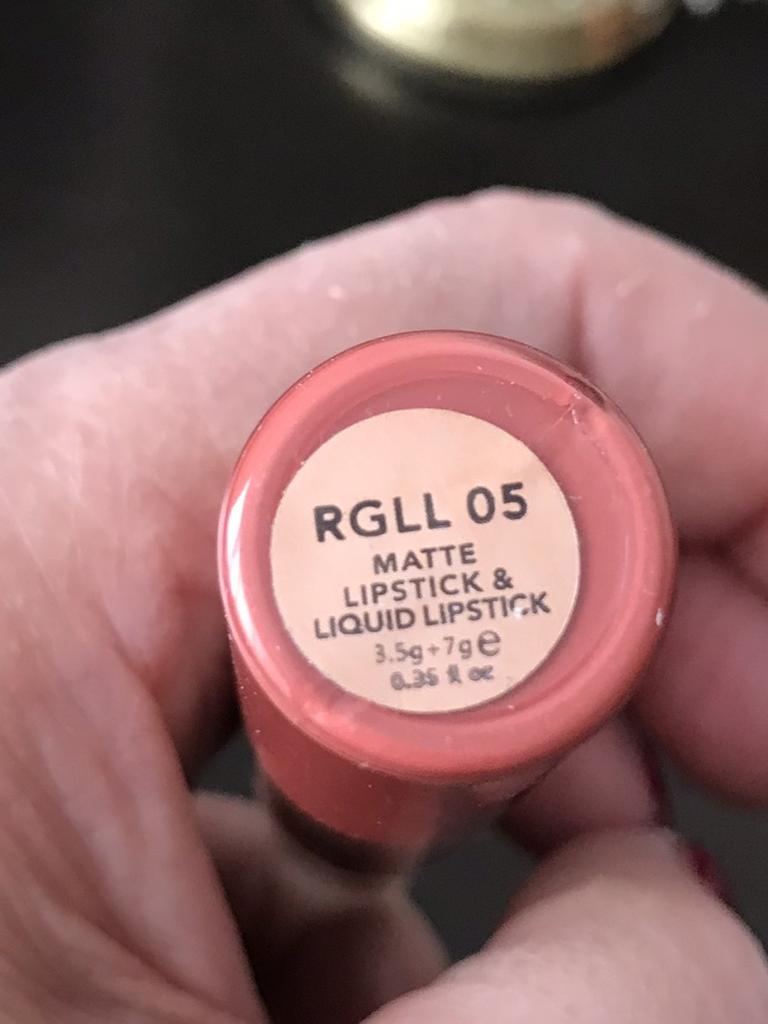 RGLL 05
MATTE
LIPSTICK &
LIQUID LIPSTICK
3.5g+7g℮
0.35 fl oz